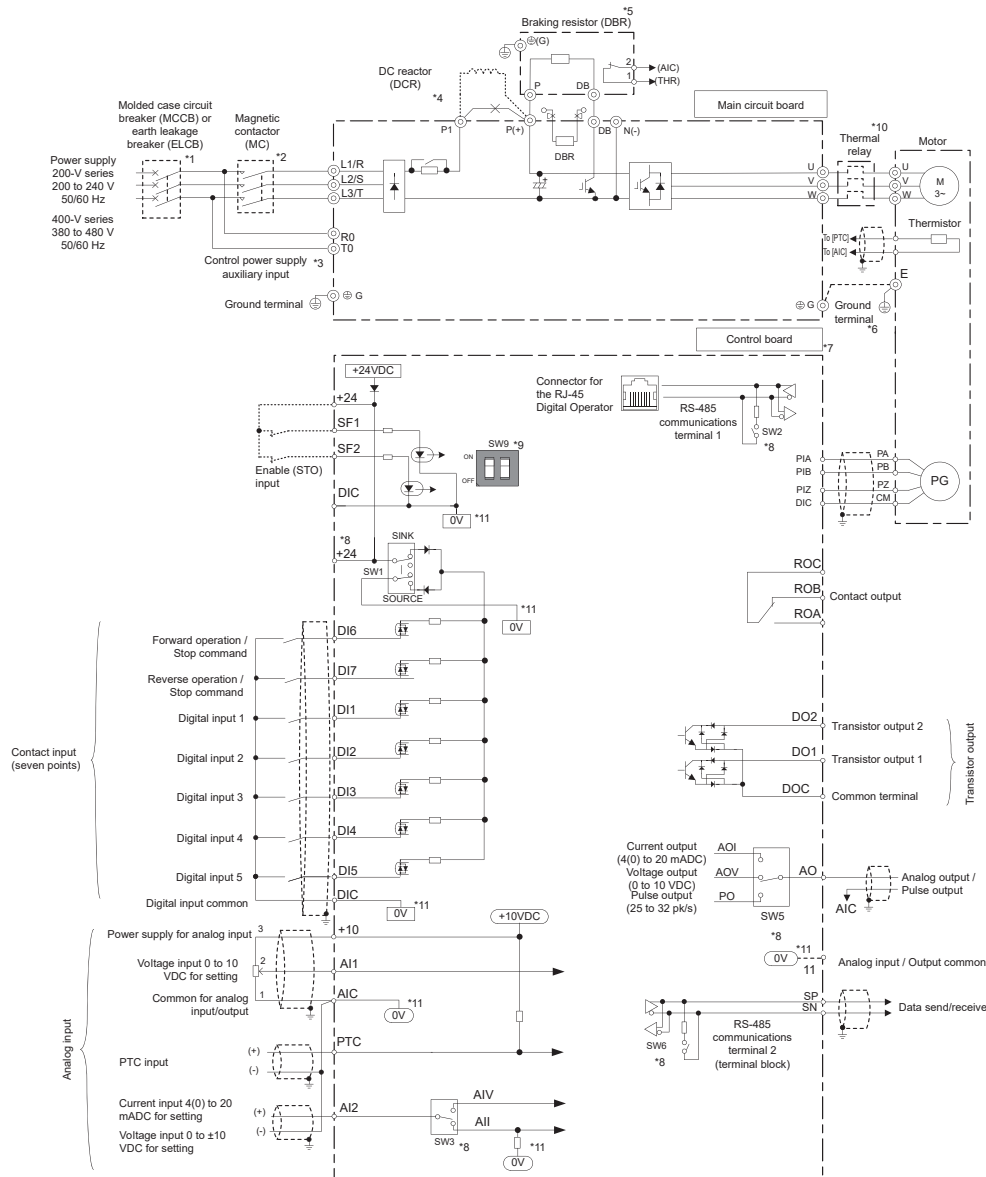 *5
Braking resistor (DBR)
(G)
2
(AIC)
1
(THR)
DC reactor
(DCR)
*4
P
DB
Main circuit board
Molded case circuit
breaker (MCCB) or
earth leakage
breaker (ELCB)
*1
Magnetic
contactor
(MC)
*2
P1
P(+)
DB
N(-)
DBR
*10
Thermal
relay
Motor
Power supply
200-V series
200 to 240 V
50/60 Hz
400-V series
380 to 480 V
50/60 Hz
L1/R
L2/S
L3/T
R0
T0
U
V
W
U
V
W
M
3~
Thermistor
To [PTC]
To [AIC]
Control power supply
auxiliary input
*3
E
Ground terminal
G
G
Ground
terminal
*6
Control board
*7
+24VDC
+24
SF1
SF2
Enable (STO)
input
DIC
0V
*11
SW9
*9
ON
OFF
Connector for
the RJ-45
Digital Operator
RS-485
communications
terminal 1
SW2
*8
PIA
PIB
PIZ
DIC
PA
PB
PZ
CM
PG
*8
+24
SINK
SW1
SOURCE
*11
0V
ROC
ROB
ROA
Contact output
Contact input
(seven points)
Forward operation /
Stop command
DI6
Reverse operation /
Stop command
DI7
Digital input 1
DI1
Digital input 2
DI2
Digital input 3
DI3
Digital input 4
DI4
Digital input 5
DI5
Digital input common
DIC
0V
*11
DO2
Transistor output 2
DO1
Transistor output 1
DOC
Common terminal
Transistor output
Current output
(4(0) to 20 mADC)
Voltage output
(0 to 10 VDC)
Pulse output
(25 to 32 pk/s)
AOI
AOV
PO
SW5
*8
AO
AIC
Analog output /
Pulse output
0V
*11
11
Analog input / Output common
SP
SN
Data send/receive
SW6
*8
RS-485
communications
terminal 2
(terminal block)
Analog input
Power supply for analog input
3
+10
+10VDC
Voltage input 0 to 10
VDC for setting
2
AI1
Common for analog
input/output
1
AIC
0V
*11
PTC input
(+)
(-)
PTC
Current input 4(0) to 20
mADC for setting
Voltage input 0 to ±10
VDC for setting
(+)
(-)
AI2
AIV
AII
SW3
*8
0V
*11